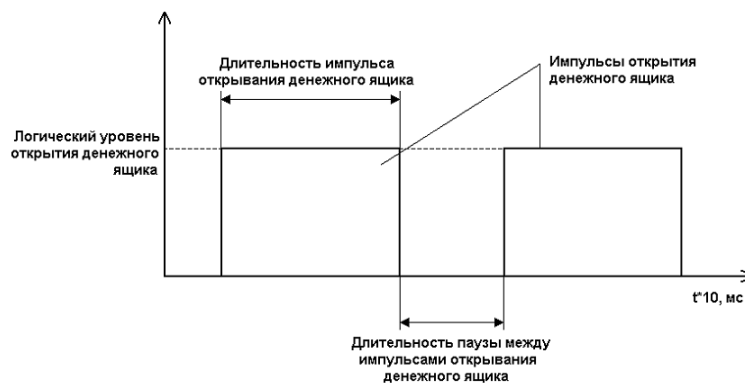 Длительность импульса
открывания денежного ящика
Импульсы открытия
денежного ящика
Логический уровень
открытия денежного
ящика
t*10, мс
Длительность паузы между
импульсами открывания
денежного ящика